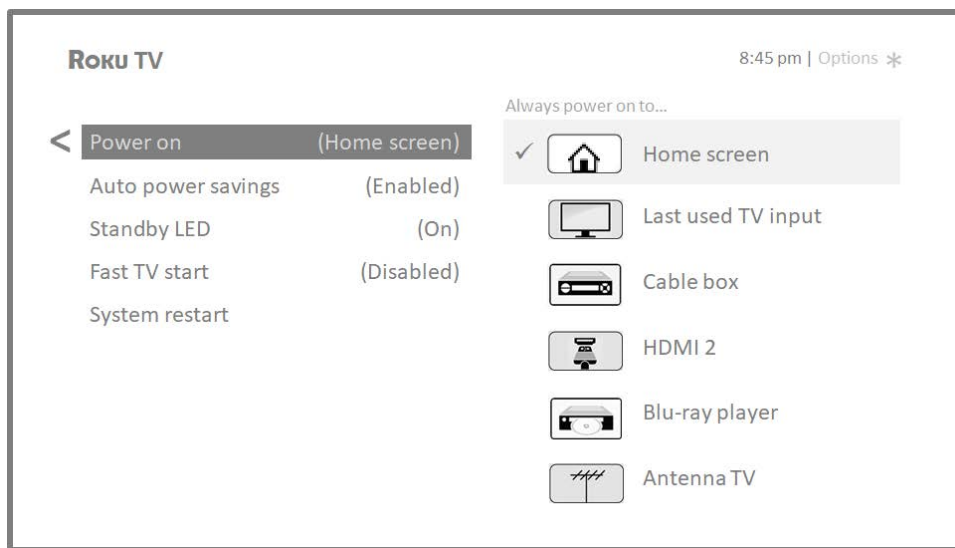 Roku TV
8:45 pm | Options *
Power on (Home screen)
Auto power savings (Enabled)
Standby LED (On)
Fast TV start (Disabled)
System restart
Always power on to...
Home screen
Last used TV input
Cable box
HDMI 2
Blu-ray player
Antenna TV